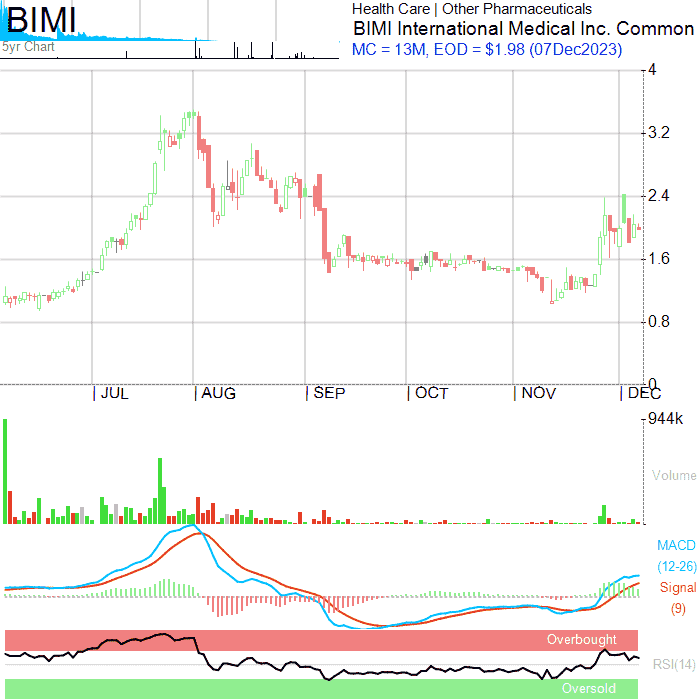 BIMI
5yr Chart
Health Care | Other Pharmaceuticals
BIMI International Medical Inc. Common
MC = 13M, EOD = $1.98 (07Dec2023)
4
3.2
2.4
1.6
0.8
0
JUL
AUG
SEP
OCT
NOV
DEC
944k
Volume
MACD
(12-26)
Signal
(9)
Overbought
RSI(14)
Oversold